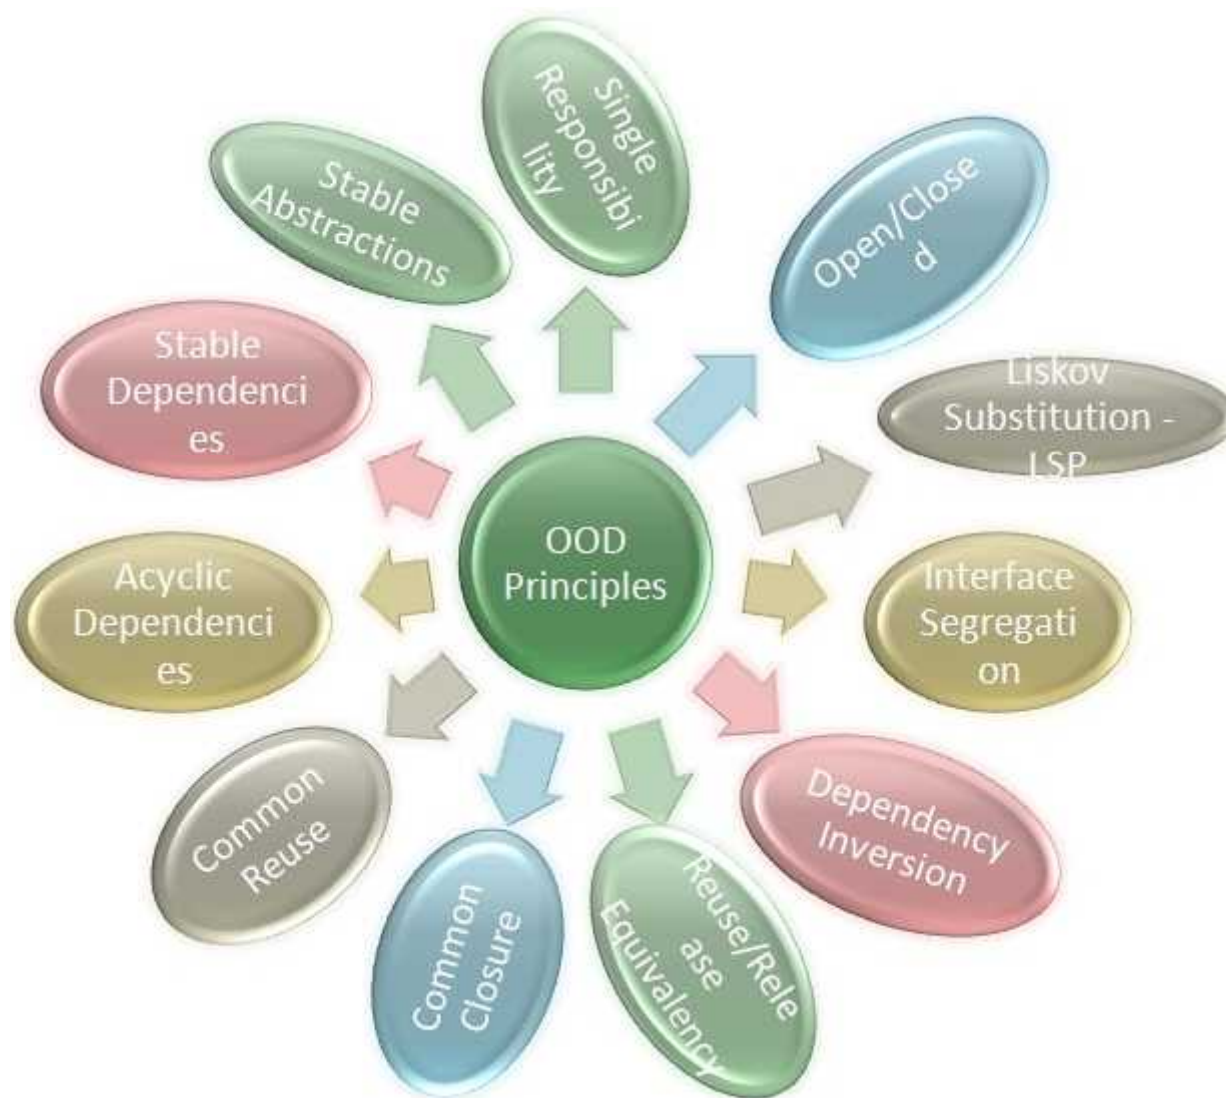 Single
Responsibi
lity
Open/Close
d
Liskov
Substitution -
LSP
Interface
Segregati
on
Dependency
Inversion
Reuse/Rele
ase
Equivalency
Common
Closure
Common
Reuse
Acyclic
Dependenci
es
Stable
Dependenci
es
Stable
Abstractions
OOD
Principles